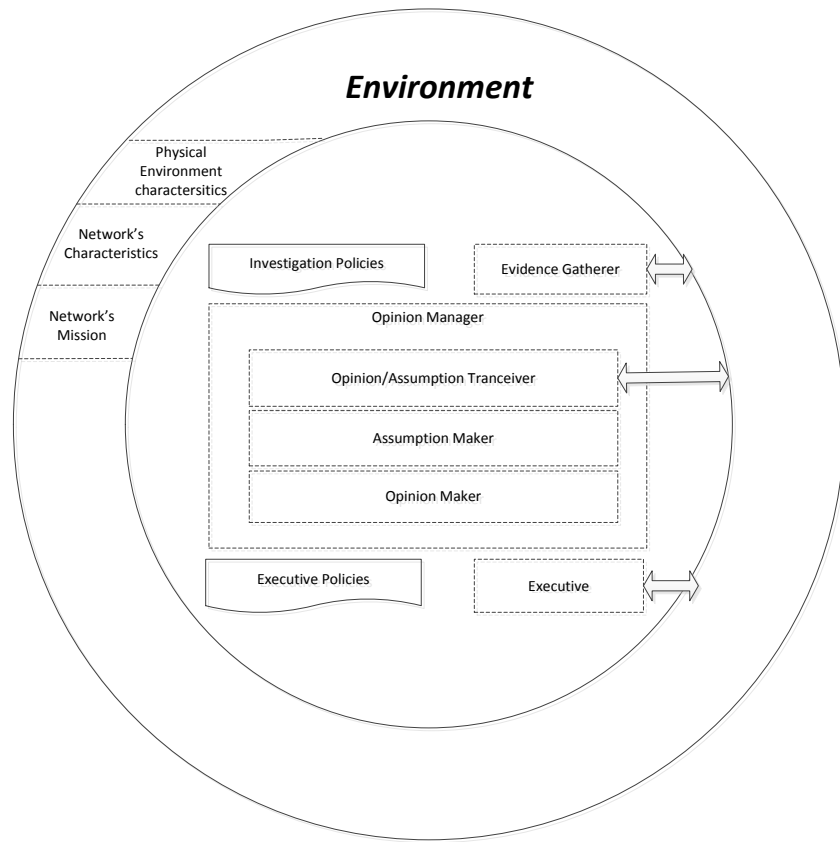 Environment
Physical
Environment
charactersitics
Network's
Characteristics
Network's
Mission
Investigation Policies
Evidence Gatherer
Opinion Manager
Opinion/Assumption Tranceiver
Assumption Maker
Opinion Maker
Executive Policies
Executive